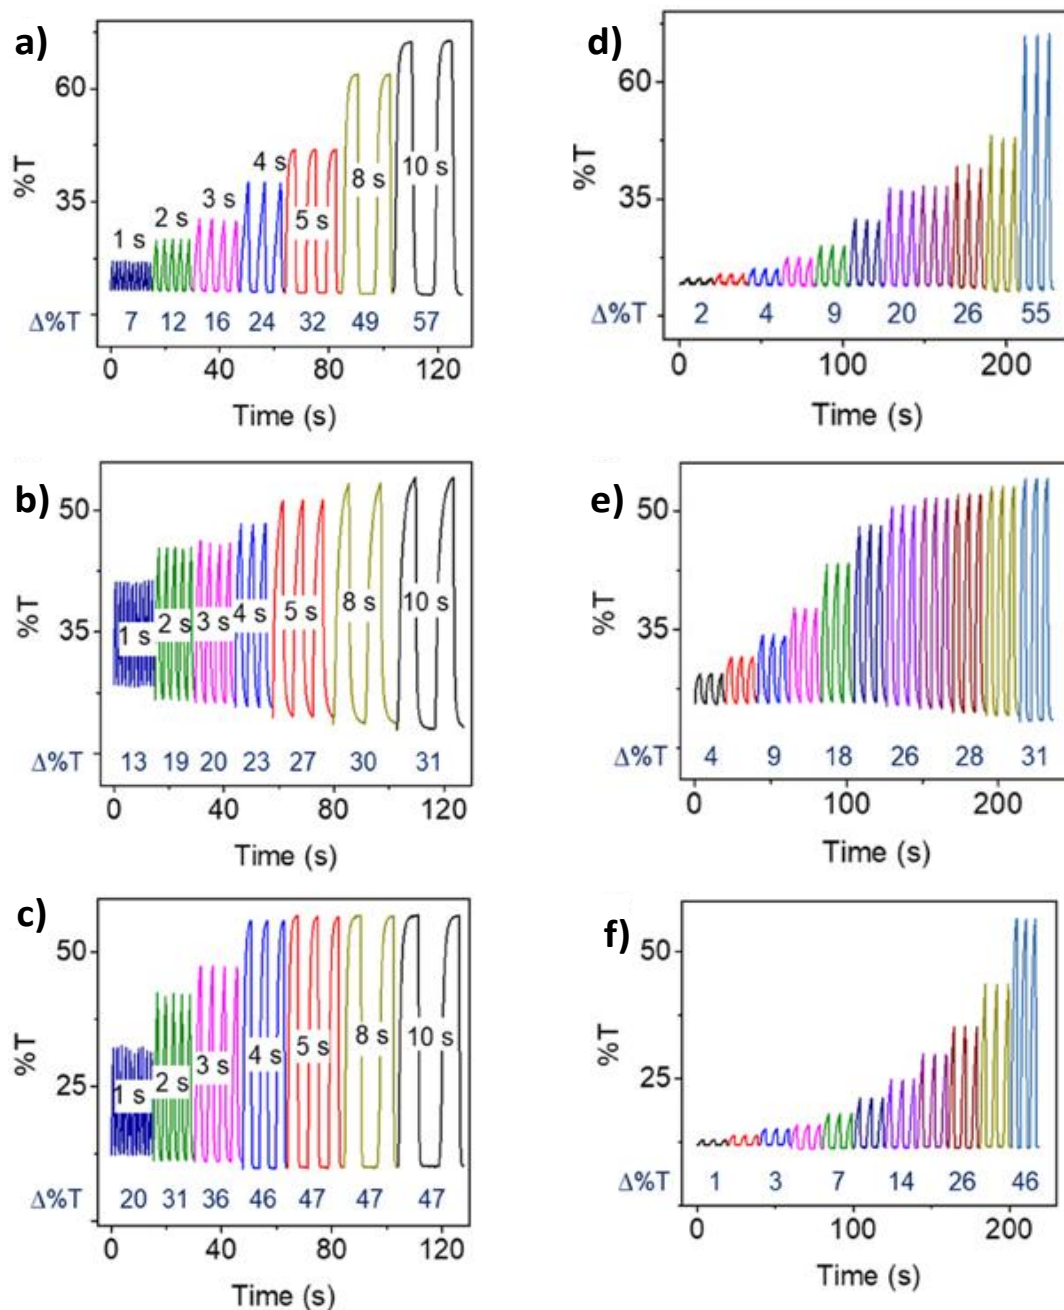 a)
%T
60
35
1 s
2 s
3 s
4 s
5 s
8 s
10 s
Δ%T 7 12 16 24 32 49 57
0 40 80 120
Time (s)
d)
%T
60
35
Δ%T 2 4 9 20 26 55
0 100 200
Time (s)
b)
%T
50
35
1 s
2 s
3 s
4 s
5 s
8 s
10 s
Δ%T 13 19 20 23 27 30 31
0 40 80 120
Time (s)
e)
%T
50
35
Δ%T 4 9 18 26 28 31
0 100 200
Time (s)
c)
%T
50
25
1 s
2 s
3 s
4 s
5 s
8 s
10 s
Δ%T 20 31 36 46 47 47 47
0 40 80 120
Time (s)
f)
%T
50
25
Δ%T 1 3 7 14 26 46
0 100 200
Time (s)